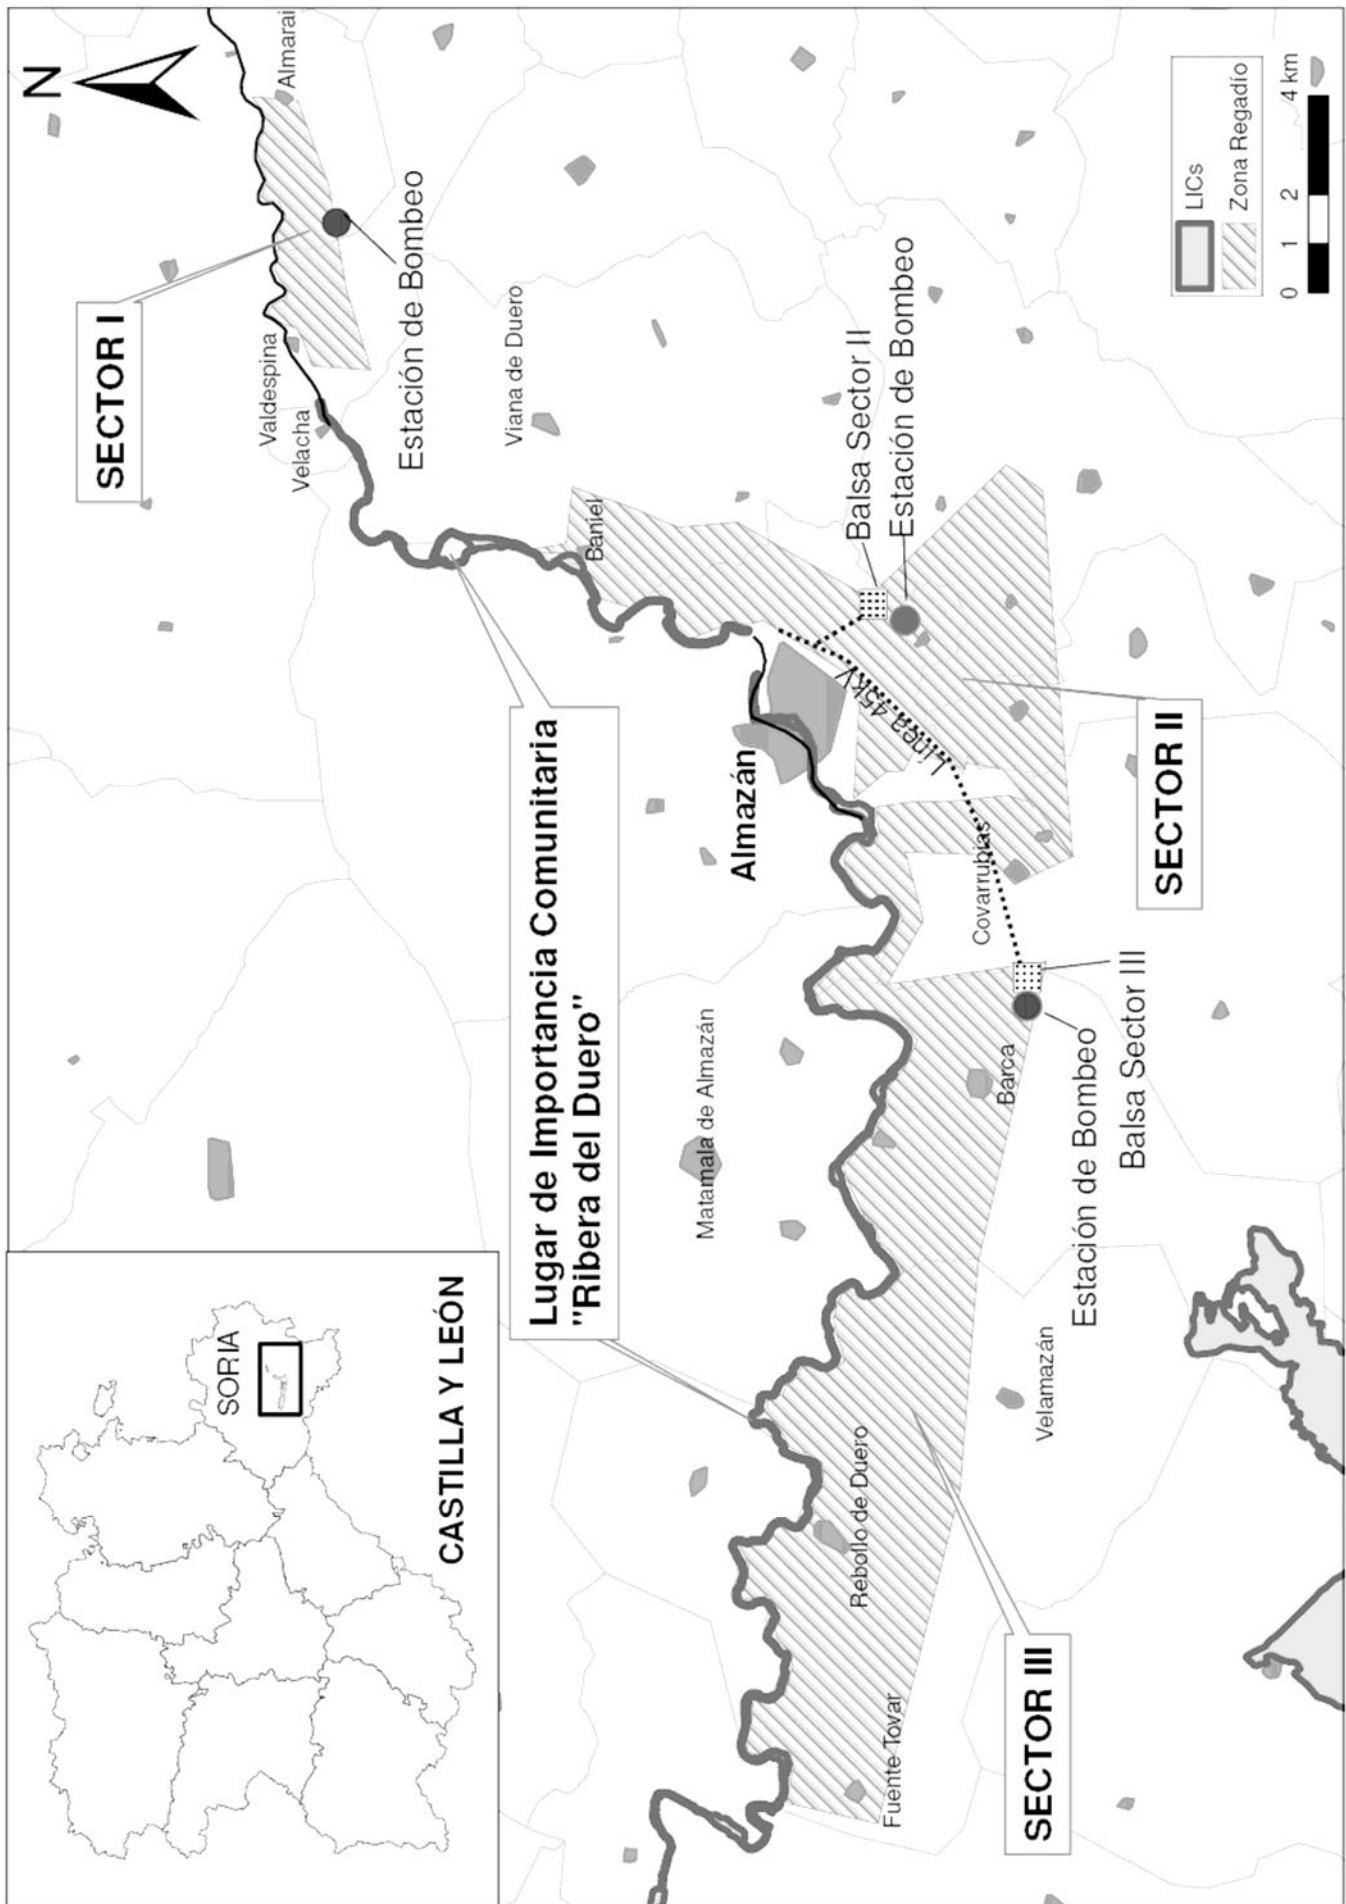 SORIA
CASTILLA Y LEÓN
N
Almarai
SECTOR I
Valdespina
Velacha
Estación de Bombeo
Viana de Duero
Lugar de Importancia Comunitaria
"Ribera del Duero"
Baniel
Almazán
Matamala de Almazán
Línea 45kV
Balsa Sector II
Estación de Bombeo
Covarrubias
SECTOR II
Barca
Estación de Bombeo
Balsa Sector III
Rebollo de Duero
Velamazán
Fuente Tovar
SECTOR III
LICs
Zona Regadío
0 1 2 4 km